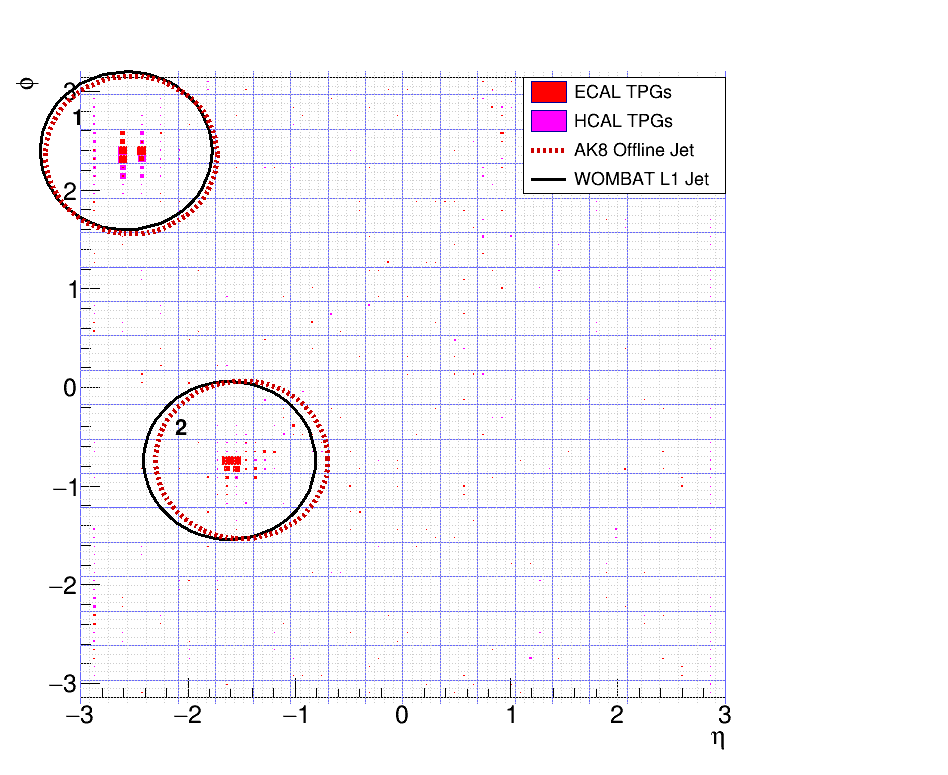 ϕ
3
1
ECAL TPGs
HCAL TPGs
AK8 Offline Jet
WOMBAT L1 Jet
2
1
0
2
−1
−2
−3
−3 −2 −1 0 1 2 3
η